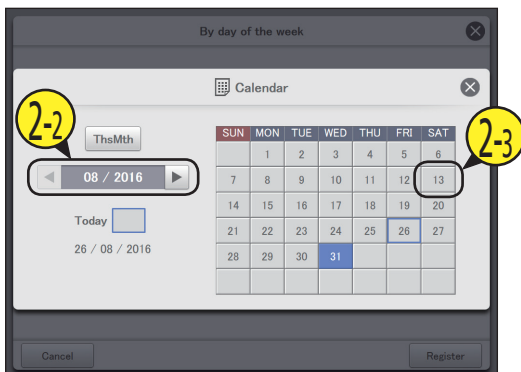 By day of the week
Calendar
2-2
ThsMth
08 / 2016
Today
26 / 08 / 2016
2-3
SUN MON TUE WED THU FRI SAT
1 2 3 4 5 6
7 8 9 10 11 12 13
14 15 16 17 18 19 20
21 22 23 24 25 26 27
28 29 30 31
Cancel
Register